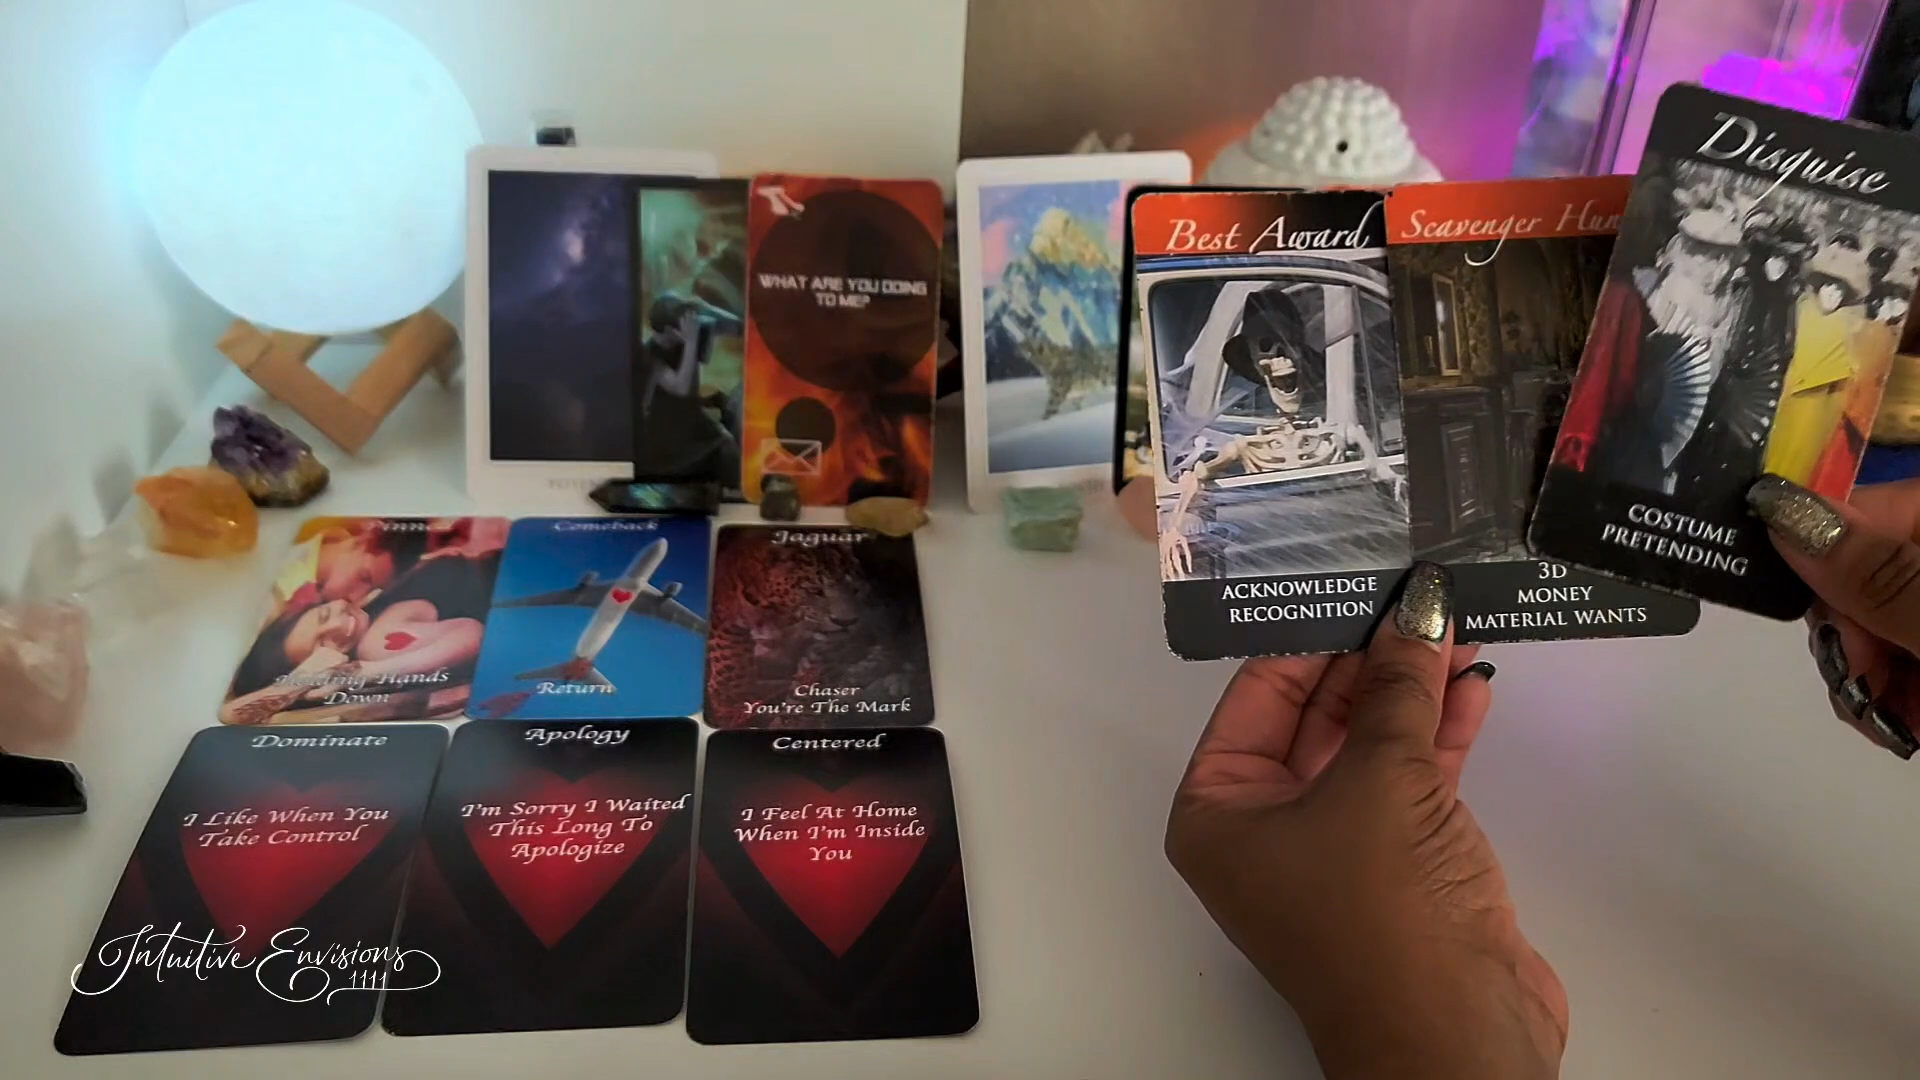 WHAT ARE YOU DOING
TO ME?
Best Award
ACKNOWLEDGE
RECOGNITION
Scavenger Hun
3D
MONEY
MATERIAL WANTS
Disguise
COSTUME
PRETENDING
Pinned
Hands
Down
Comeback
Return
Jaguar
Chaser
You're The Mark
Dominate
I Like When You
Take Control
Apology
I'm Sorry I Waited
This Long To
Apologize
Centered
I Feel At Home
When I'm Inside
You
Intuitive Envisions
1111